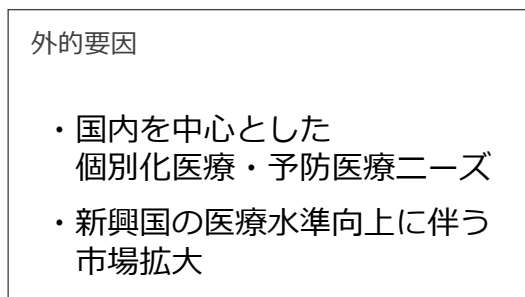 外的要因
・国内を中心とした
個別化医療・予防医療ニーズ
・新興国の医療水準向上に伴う
市場拡大